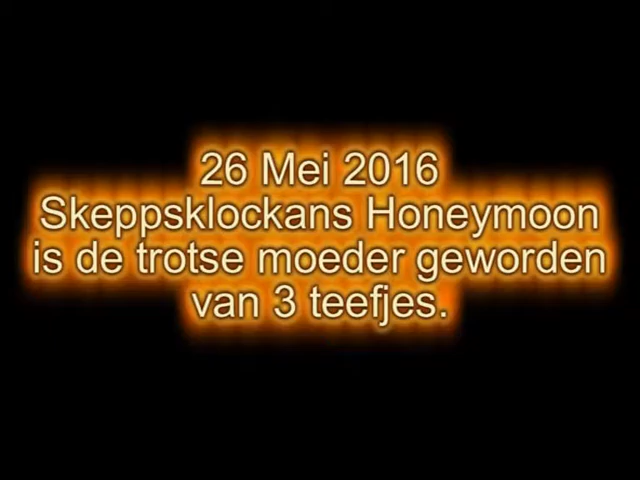 26 Mei 2016
Skeppsklockans Honeymoon
is de trotse moeder geworden
van 3 teefjes.